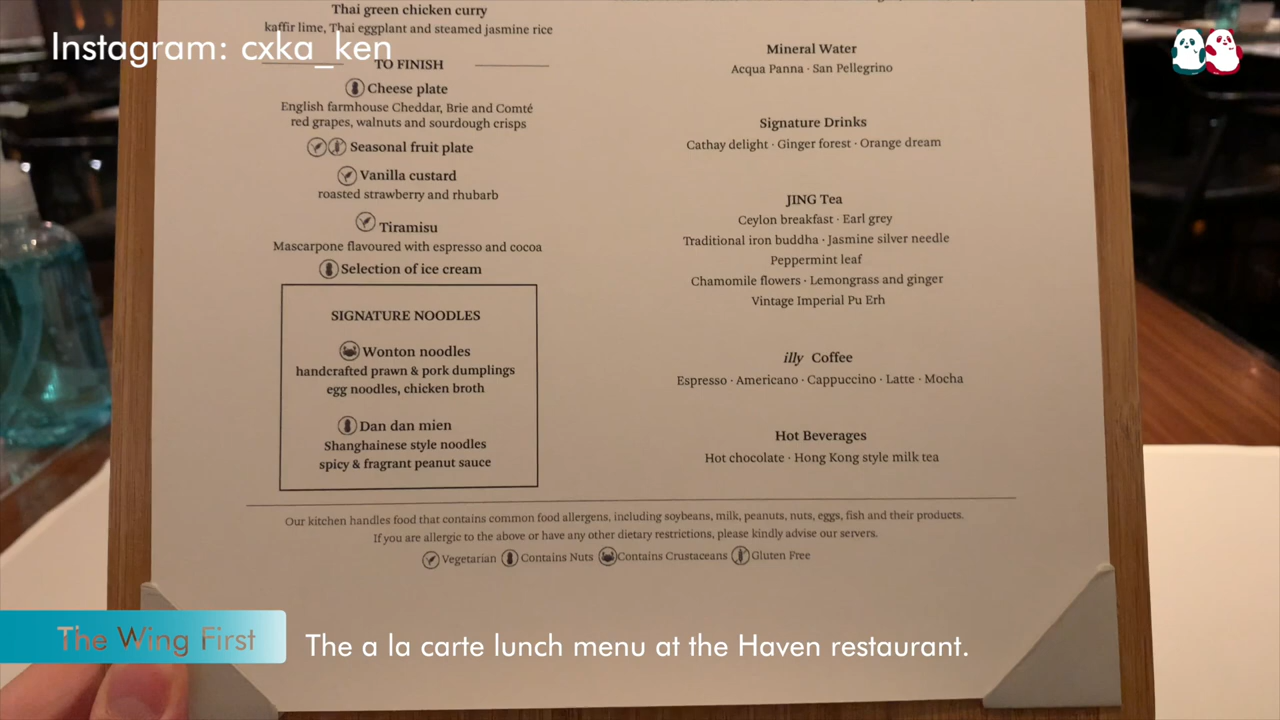 Thai green chicken curry
kaffir lime, Thai eggplant and steamed jasmine rice
Instagram: cxka_ken
TO FINISH
Cheese plate
English farmhouse Cheddar, Brie and Comté
red grapes, walnuts and sourdough crisps
Seasonal fruit plate
Vanilla custard
roasted strawberry and rhubarb
Tiramisu
Mascarpone flavoured with espresso and cocoa
Selection of ice cream
SIGNATURE NOODLES
Wonton noodles
handcrafted prawn & pork dumplings
egg noodles, chicken broth
Dan dan mien
Shanghainese style noodles
spicy & fragrant peanut sauce
Mineral Water
Acqua Panna · San Pellegrino
Signature Drinks
Cathay delight · Ginger forest · Orange dream
JING Tea
Ceylon breakfast · Earl grey
Traditional iron buddha · Jasmine silver needle
Peppermint leaf
Chamomile flowers · Lemongrass and ginger
Vintage Imperial Pu Erh
illy Coffee
Espresso · Americano · Cappuccino · Latte · Mocha
Hot Beverages
Hot chocolate · Hong Kong style milk tea
Our kitchen handles food that contains common food allergens, including soybeans, milk, peanuts, nuts, eggs, fish and their products.
If you are allergic to the above or have any other dietary restrictions, please kindly advise our servers.
Vegetarian Contains Nuts Contains Crustaceans Gluten Free
The Wing First
The a la carte lunch menu at the Haven restaurant.